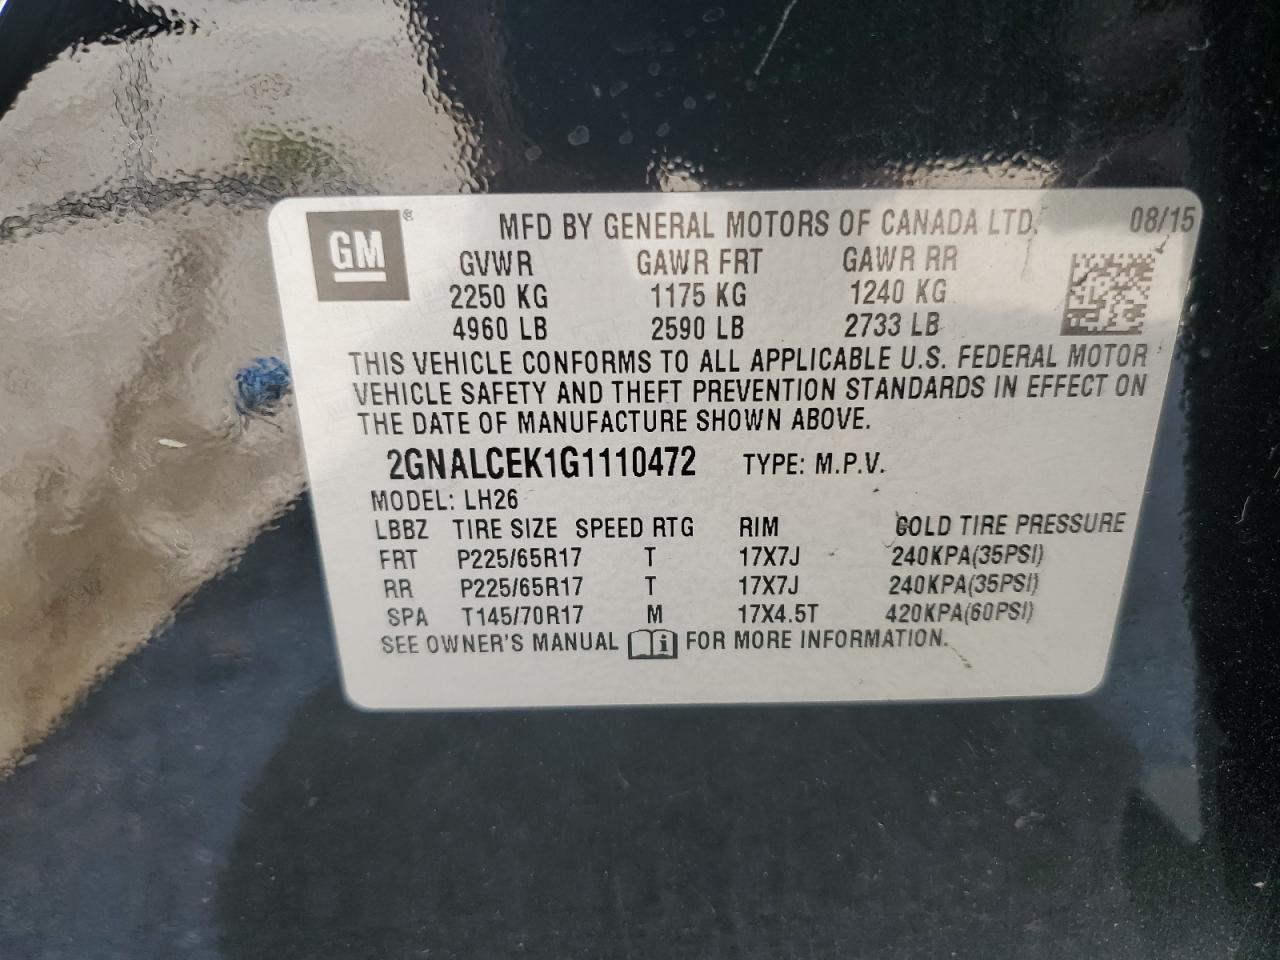 GM ® MFD BY GENERAL MOTORS OF CANADA LTD. 08/15
GVWR GAWR FRT GAWR RR
2250 KG 1175 KG 1240 KG
4960 LB 2590 LB 2733 LB
THIS VEHICLE CONFORMS TO ALL APPLICABLE U.S. FEDERAL MOTOR
VEHICLE SAFETY AND THEFT PREVENTION STANDARDS IN EFFECT ON
THE DATE OF MANUFACTURE SHOWN ABOVE.
2GNALCEK1G1110472 TYPE: M.P.V.
MODEL: LH26
LBBZ TIRE SIZE SPEED RTG RIM COLD TIRE PRESSURE
FRT P225/65R17 T 17X7J 240KPA(35PSI)
RR P225/65R17 T 17X7J 240KPA(35PSI)
SPA T145/70R17 M 17X4.5T 420KPA(60PSI)
SEE OWNER'S MANUAL i FOR MORE INFORMATION.